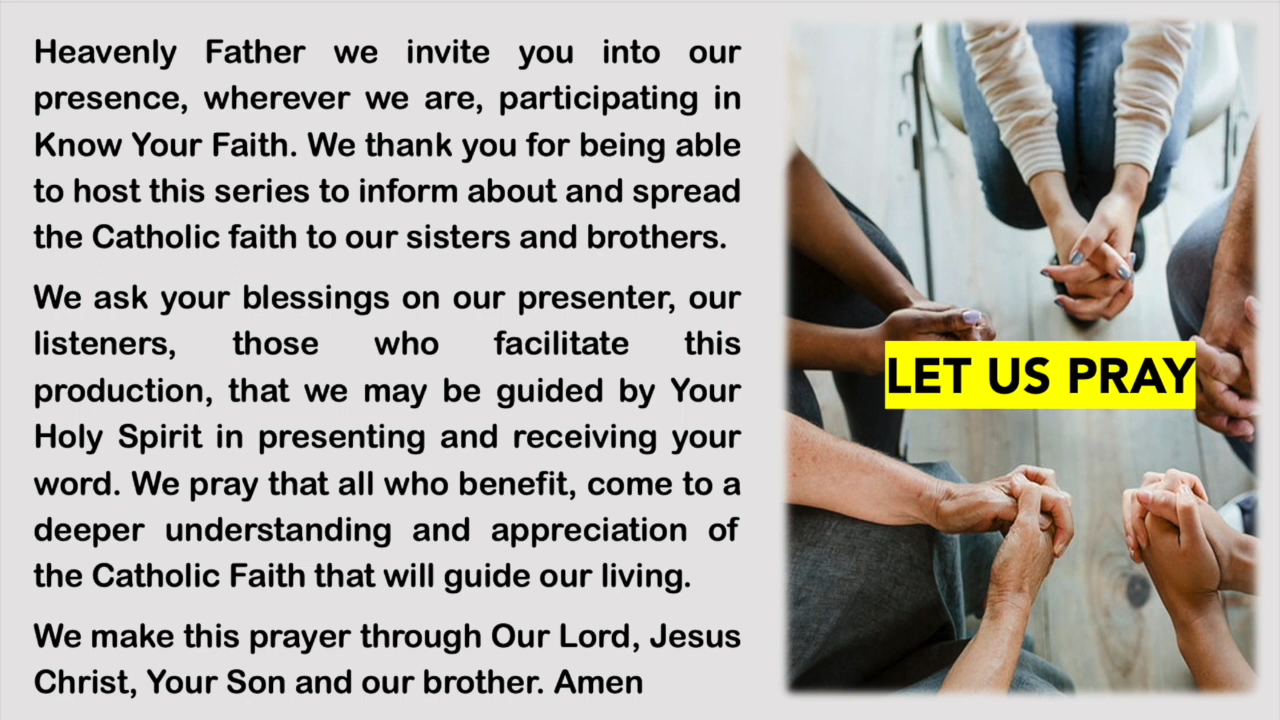 Heavenly Father we invite you into our
presence, wherever we are, participating in
Know Your Faith. We thank you for being able
to host this series to inform about and spread
the Catholic faith to our sisters and brothers.
We ask your blessings on our presenter, our
listeners, those who facilitate this
production, that we may be guided by Your
Holy Spirit in presenting and receiving your
word. We pray that all who benefit, come to a
deeper understanding and appreciation of
the Catholic Faith that will guide our living.
We make this prayer through Our Lord, Jesus
Christ, Your Son and our brother. Amen
LET US PRAY